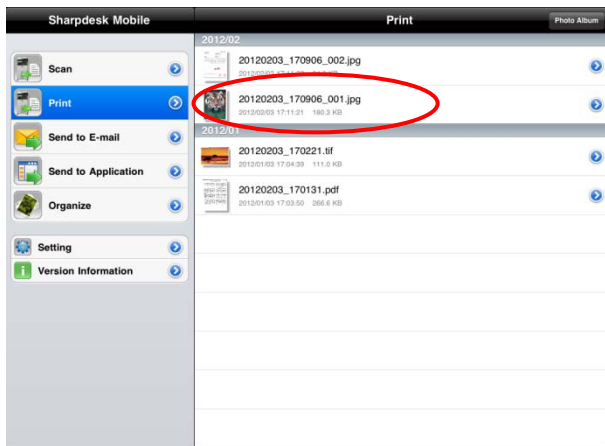 Sharpdesk Mobile
Scan
Print
Send to E-mail
Send to Application
Organize
Setting
Version Information
Print
Photo Album
2012/02
20120203_170906_002.jpg
20120203_170906_001.jpg
2012/02/03 17:11:21 160.3 KB
2012/01
20120203_170221.tif
2012/01/03 17:04:39 111.0 KB
20120203_170131.pdf
2012/01/03 17:03:50 266.6 KB